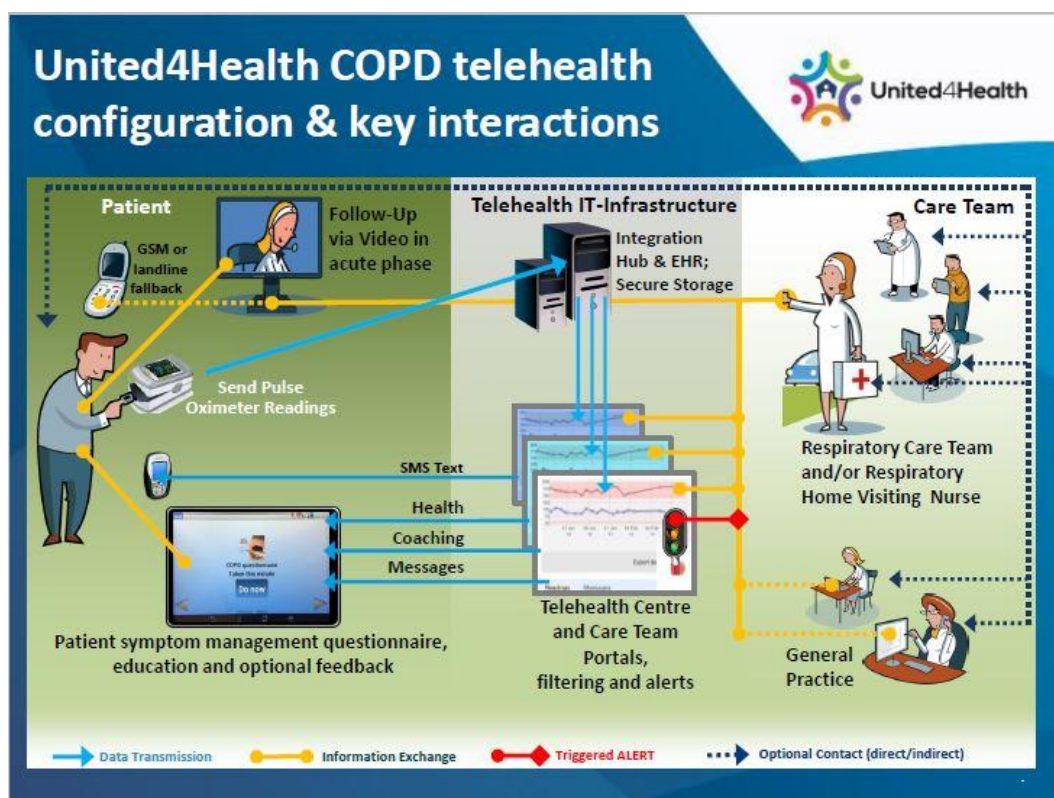 United4Health COPD telehealth
configuration & key interactions
United4Health
Patient
Telehealth IT-Infrastructure
Care Team
GSM or
landline
fallback
Follow-Up
via Video in
acute phase
Integration
Hub & EHR;
Secure Storage
Send Pulse
Oximeter Readings
SMS Text
Health
Coaching
Messages
COPD questionnaire
Do now
Readings Messages
Respiratory Care Team
and/or Respiratory
Home Visiting Nurse
Patient symptom management questionnaire,
education and optional feedback
Telehealth Centre
and Care Team
Portals,
filtering and alerts
General
Practice
Data Transmission
Information Exchange
Triggered ALERT
Optional Contact (direct/indirect)